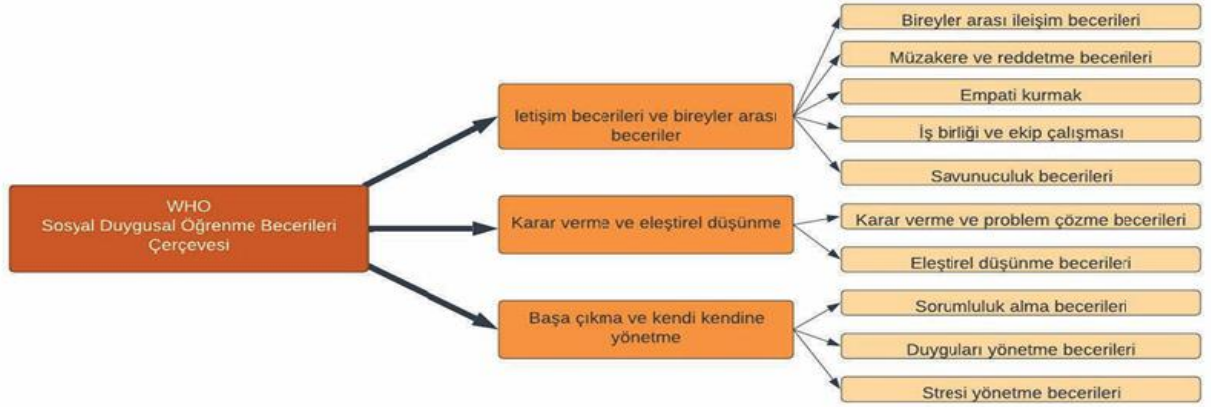 WHO
Sosyal Duygusal Öğrenme Becerileri
Çerçevesi
Iletişim becerileri ve bireyler arası
beceriler
Bireyler arası ileişim becerileri
Müzakere ve reddetme becerileri
Empati kurmak
İş birliği ve ekip çalışması
Savunuculuk becerileri
Karar verme ve eleştirel düşünme
Karar verme ve problem çözme becerileri
Eleştirel düşünme becerileri
Başa çıkma ve kendi kendine
yönetme
Sorumluluk alma becerileri
Duyguları yönetme becerileri
Stresi yönetme becerileri